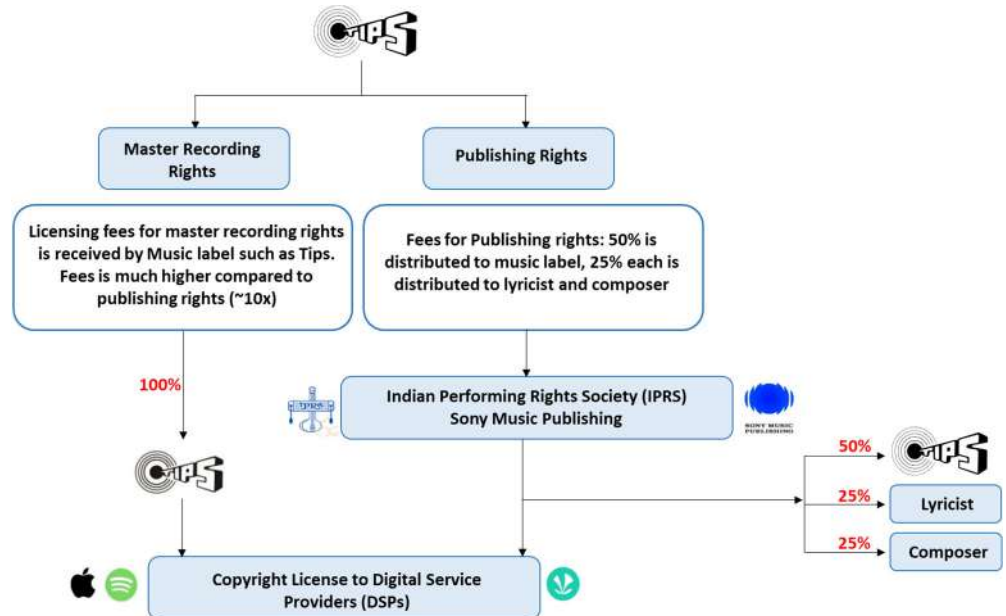 TIPS
Master Recording
Rights
Publishing Rights
Licensing fees for master recording rights
is received by Music label such as Tips.
Fees is much higher compared to
publishing rights (~10x)
Fees for Publishing rights: 50% is
distributed to music label, 25% each is
distributed to lyricist and composer
100%
Indian Performing Rights Society (IPRS)
Sony Music Publishing
SONY MUSIC
PUBLISHING
TIPS
50%
TIPS
25%
Lyricist
25%
Composer
Copyright License to Digital Service
Providers (DSPs)